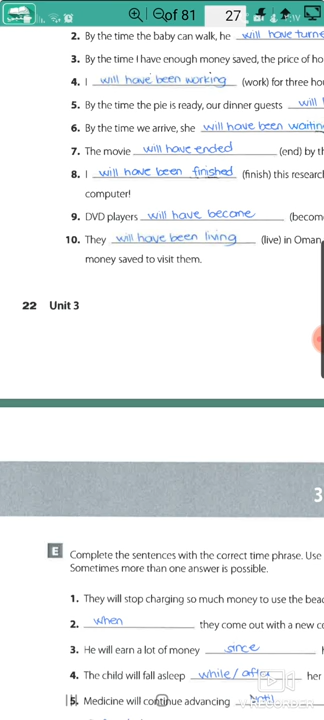 of 81 27
2. By the time the baby can walk, he will have turne
3. By the time I have enough money saved, the price of ho
4. I will have been working (work) for three ho
5. By the time the pie is ready, our dinner guests will
6. By the time we arrive, she will have been waitin
7. The movie will have ended (end) by th
8. I will have been finished (finish) this researc
computer!
9. DVD players will have become (becom
10. They will have been living (live) in Oman
money saved to visit them.
22 Unit 3
3
E Complete the sentences with the correct time phrase. Use
Sometimes more than one answer is possible.
1. They will stop charging so much money to use the bea
2. when they come out with a new c
3. He will earn a lot of money since h
4. The child will fall asleep while / after her
5. Medicine will continue advancing until